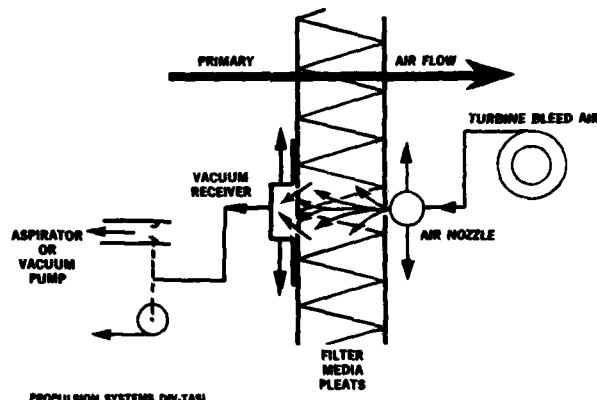 PRIMARY
AIR FLOW
TURBINE BLEED AIR
VACUUM
RECEIVER
AIR NOZZLE
ASPIRATOR
OR
VACUUM
PUMP
FILTER
MEDIA
PLEATS
PROPULSION SYSTEMS DIV-TASI